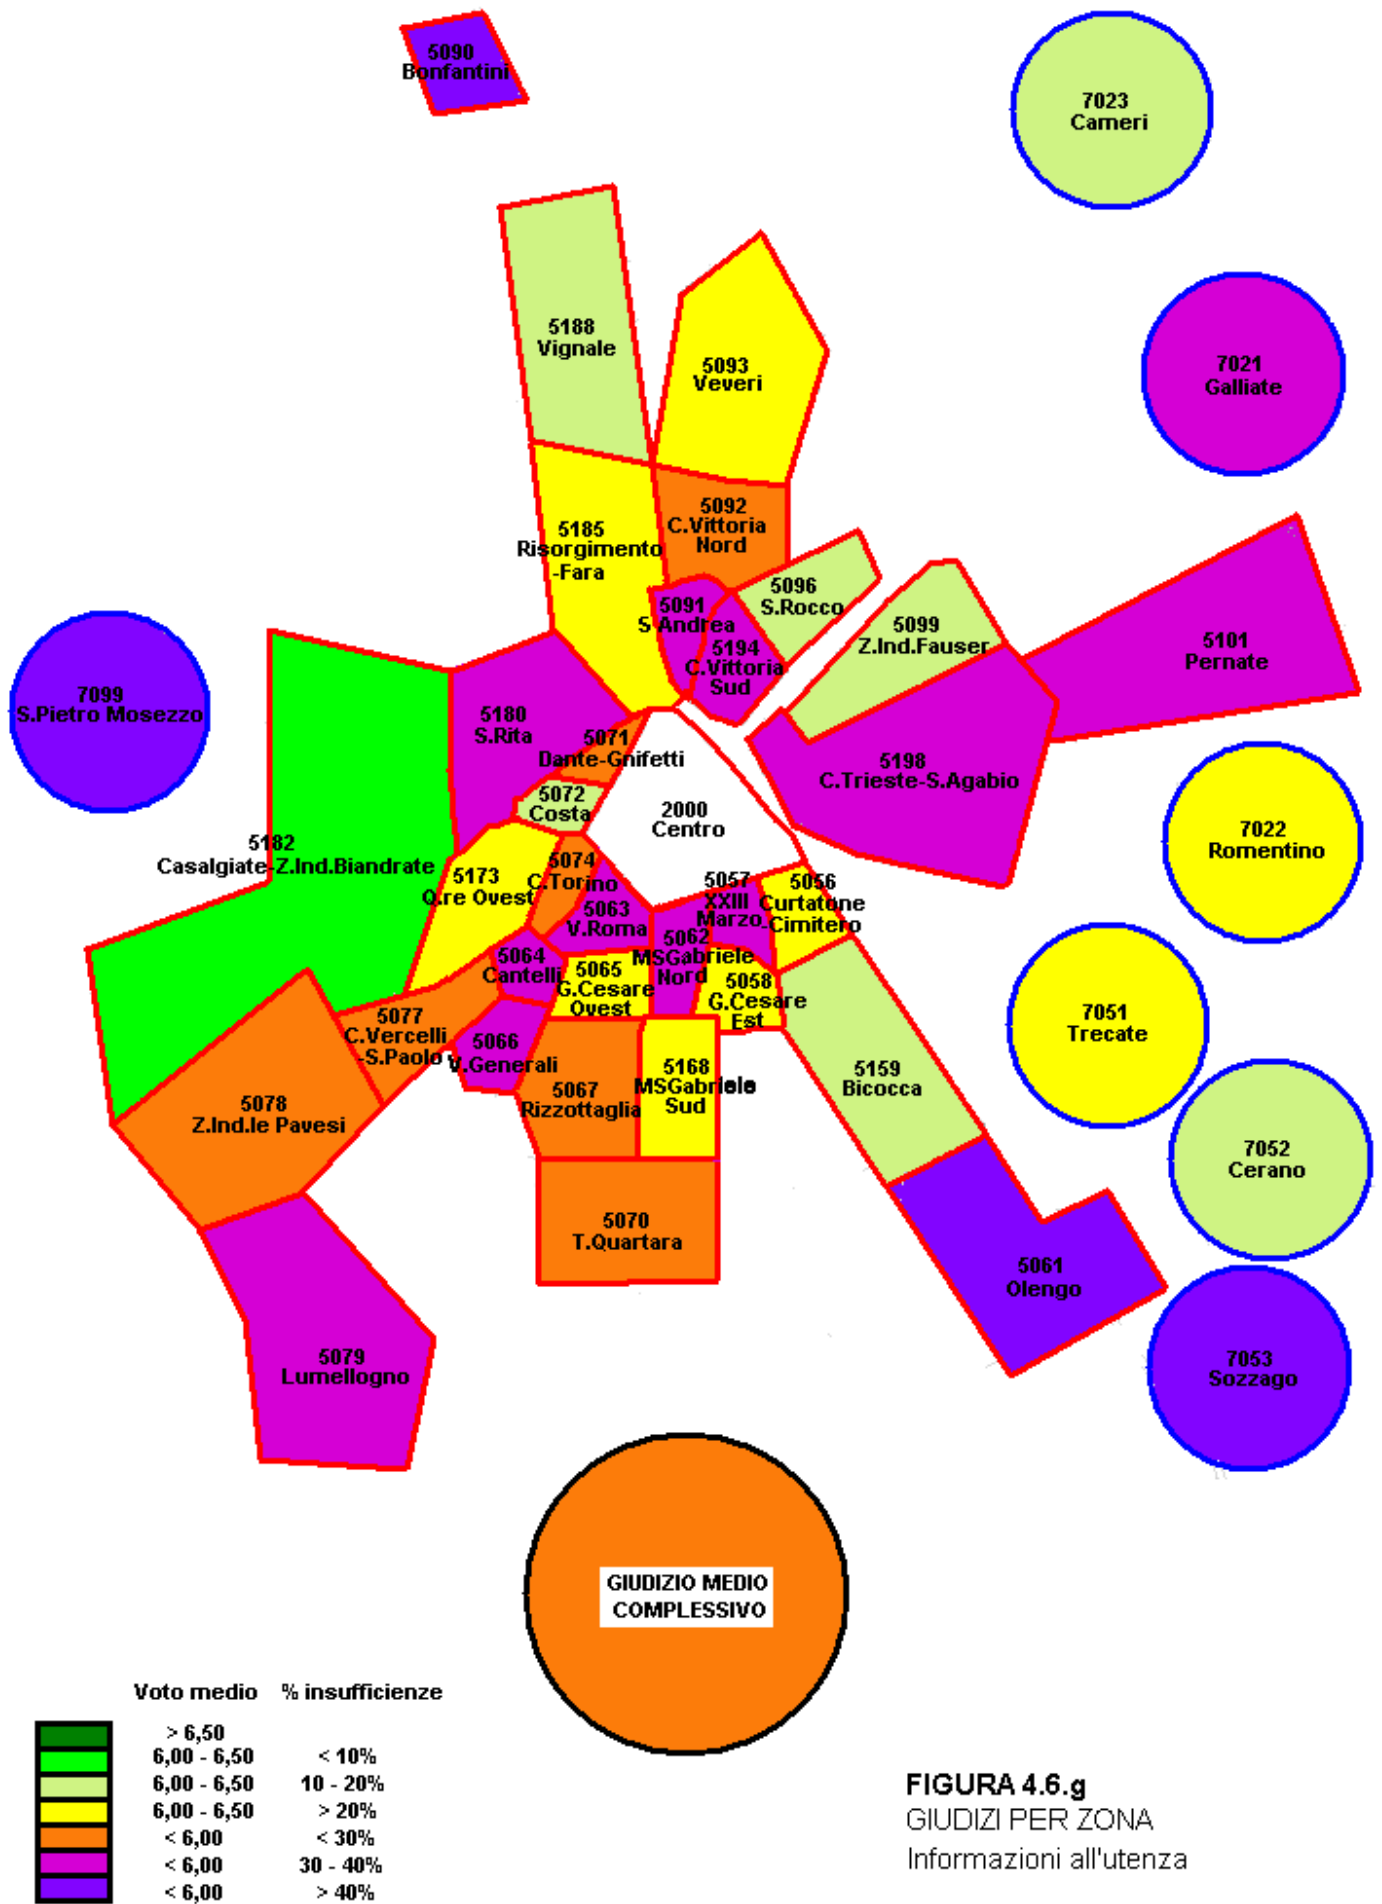 5090
Bonfantini
7023
Cameri
5188
Vignale
5093
Veveri
7021
Galliate
5092
C.Vittoria
Nord
5185
Risorgimento
-Fara
5096
S.Rocco
5091
S.Andrea
5099
Z.Ind.Fauser
5194
C.Vittoria
Sud
5101
Pernate
7099
S.Pietro Mosezzo
5180
S.Rita
5071
Dante-Gnifetti
5198
C.Trieste-S.Agabio
5072
Costa
2000
Centro
7022
Romentino
5182
Casalgiate-Z.Ind.Biandrate
5173
Q.re Ovest
5074
C.Torino
5063
V.Roma
5057
XXIII
Marzo
5056
Curtatone
-Cimitero
5062
MSGabriele
Nord
5064
Cantelli
5065
G.Cesare
Ovest
5058
G.Cesare
Est
7051
Trecate
5077
C.Vercelli
-S.Paolo
5066
V.Generali
5067
Rizzottaglia
5168
MSGabriele
Sud
5159
Bicocca
5078
Z.Ind.le Pavesi
7052
Cerano
5070
T.Quartara
5061
Olengo
5079
Lumellogno
7053
Sozzago
GIUDIZIO MEDIO
COMPLESSIVO
Voto medio % insufficienze
> 6,50
6,00 - 6,50 < 10%
6,00 - 6,50 10 - 20%
6,00 - 6,50 > 20%
< 6,00 < 30%
< 6,00 30 - 40%
< 6,00 > 40%
FIGURA 4.6.g
GIUDIZI PER ZONA
Informazioni all'utenza